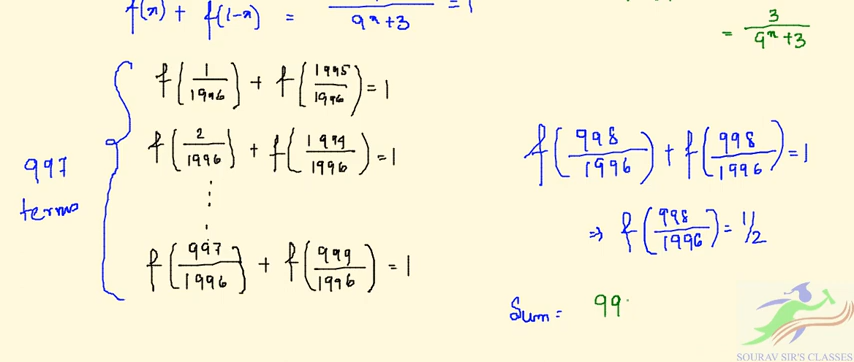 f(x) + f(1-x) = / 9^x+3 = 1
= 3/(9^x+3)
f(1/1996) + f(1995/1996) = 1
f(2/1996) + f(1994/1996) = 1
⋮
997 terms
f(997/1996) + f(999/1996) = 1
f(998/1996) + f(998/1996) = 1
⇒ f(998/1996) = 1/2
Sum = 99
SOURAV SIR'S CLASSES